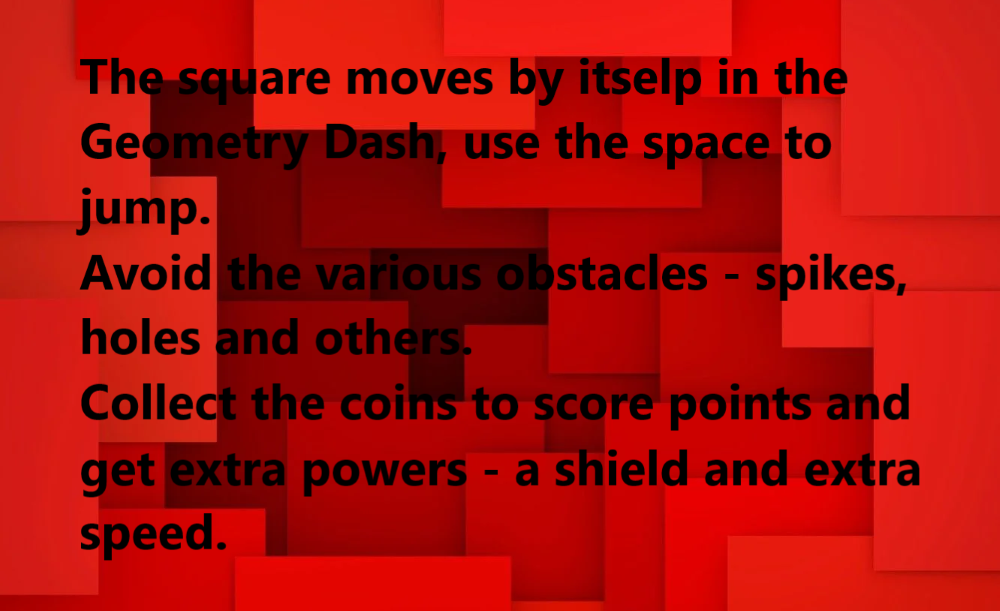 The square moves by itselp in the
Geometry Dash, use the space to
jump.
Avoid the various obstacles - spikes,
holes and others.
Collect the coins to score points and
get extra powers - a shield and extra
speed.